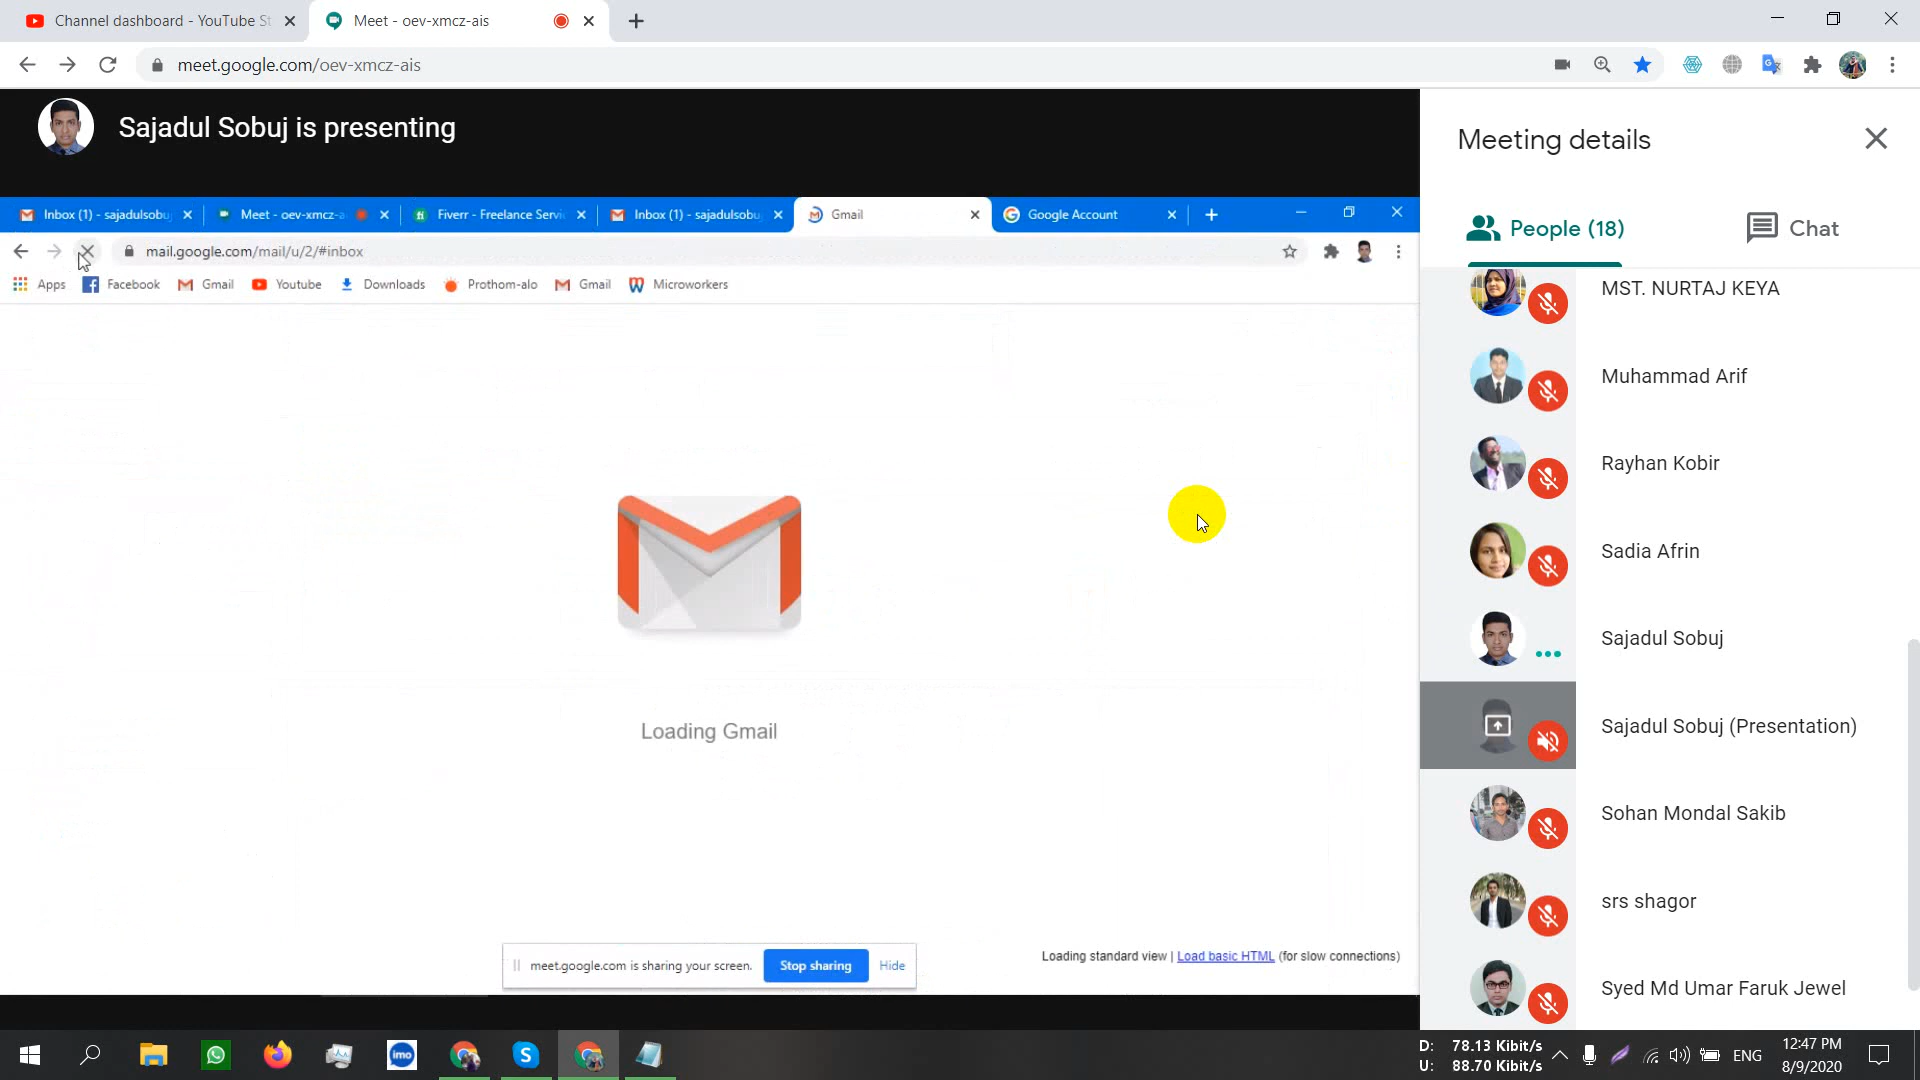 Channel dashboard - YouTube St
Meet - oev-xmcz-ais
meet.google.com/oev-xmcz-ais
Sajadul Sobuj is presenting
Inbox (1) - sajadulsobu
Meet - oev-xmcz-a
Fiverr - Freelance Servi
Inbox (1) - sajadulsobu
Gmail
Google Account
mail.google.com/mail/u/2/#inbox
Apps
Facebook
Gmail
Youtube
Downloads
Prothom-alo
Gmail
Microworkers
Loading Gmail
Loading standard view | Load basic HTML (for slow connections)
meet.google.com is sharing your screen.
Stop sharing
Hide
Meeting details
People (18)
Chat
MST. NURTAJ KEYA
Muhammad Arif
Rayhan Kobir
Sadia Afrin
Sajadul Sobuj
Sajadul Sobuj (Presentation)
Sohan Mondal Sakib
srs shagor
Syed Md Umar Faruk Jewel
imo
D: 78.13 Kibit/s
U: 88.70 Kibit/s
ENG
12:47 PM
8/9/2020